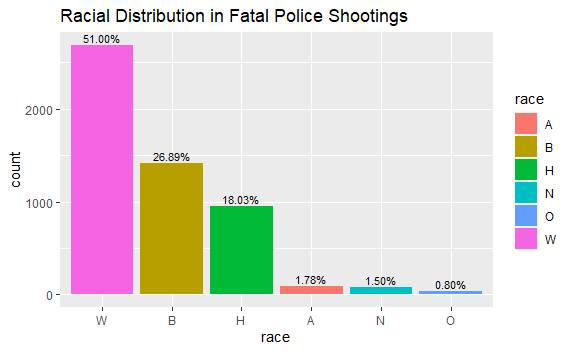 Racial Distribution in Fatal Police Shootings
51.00%
26.89%
18.03%
1.78%
1.50%
0.80%
2000
1000
0
count
W B H A N O
race
race
A
B
H
N
O
W